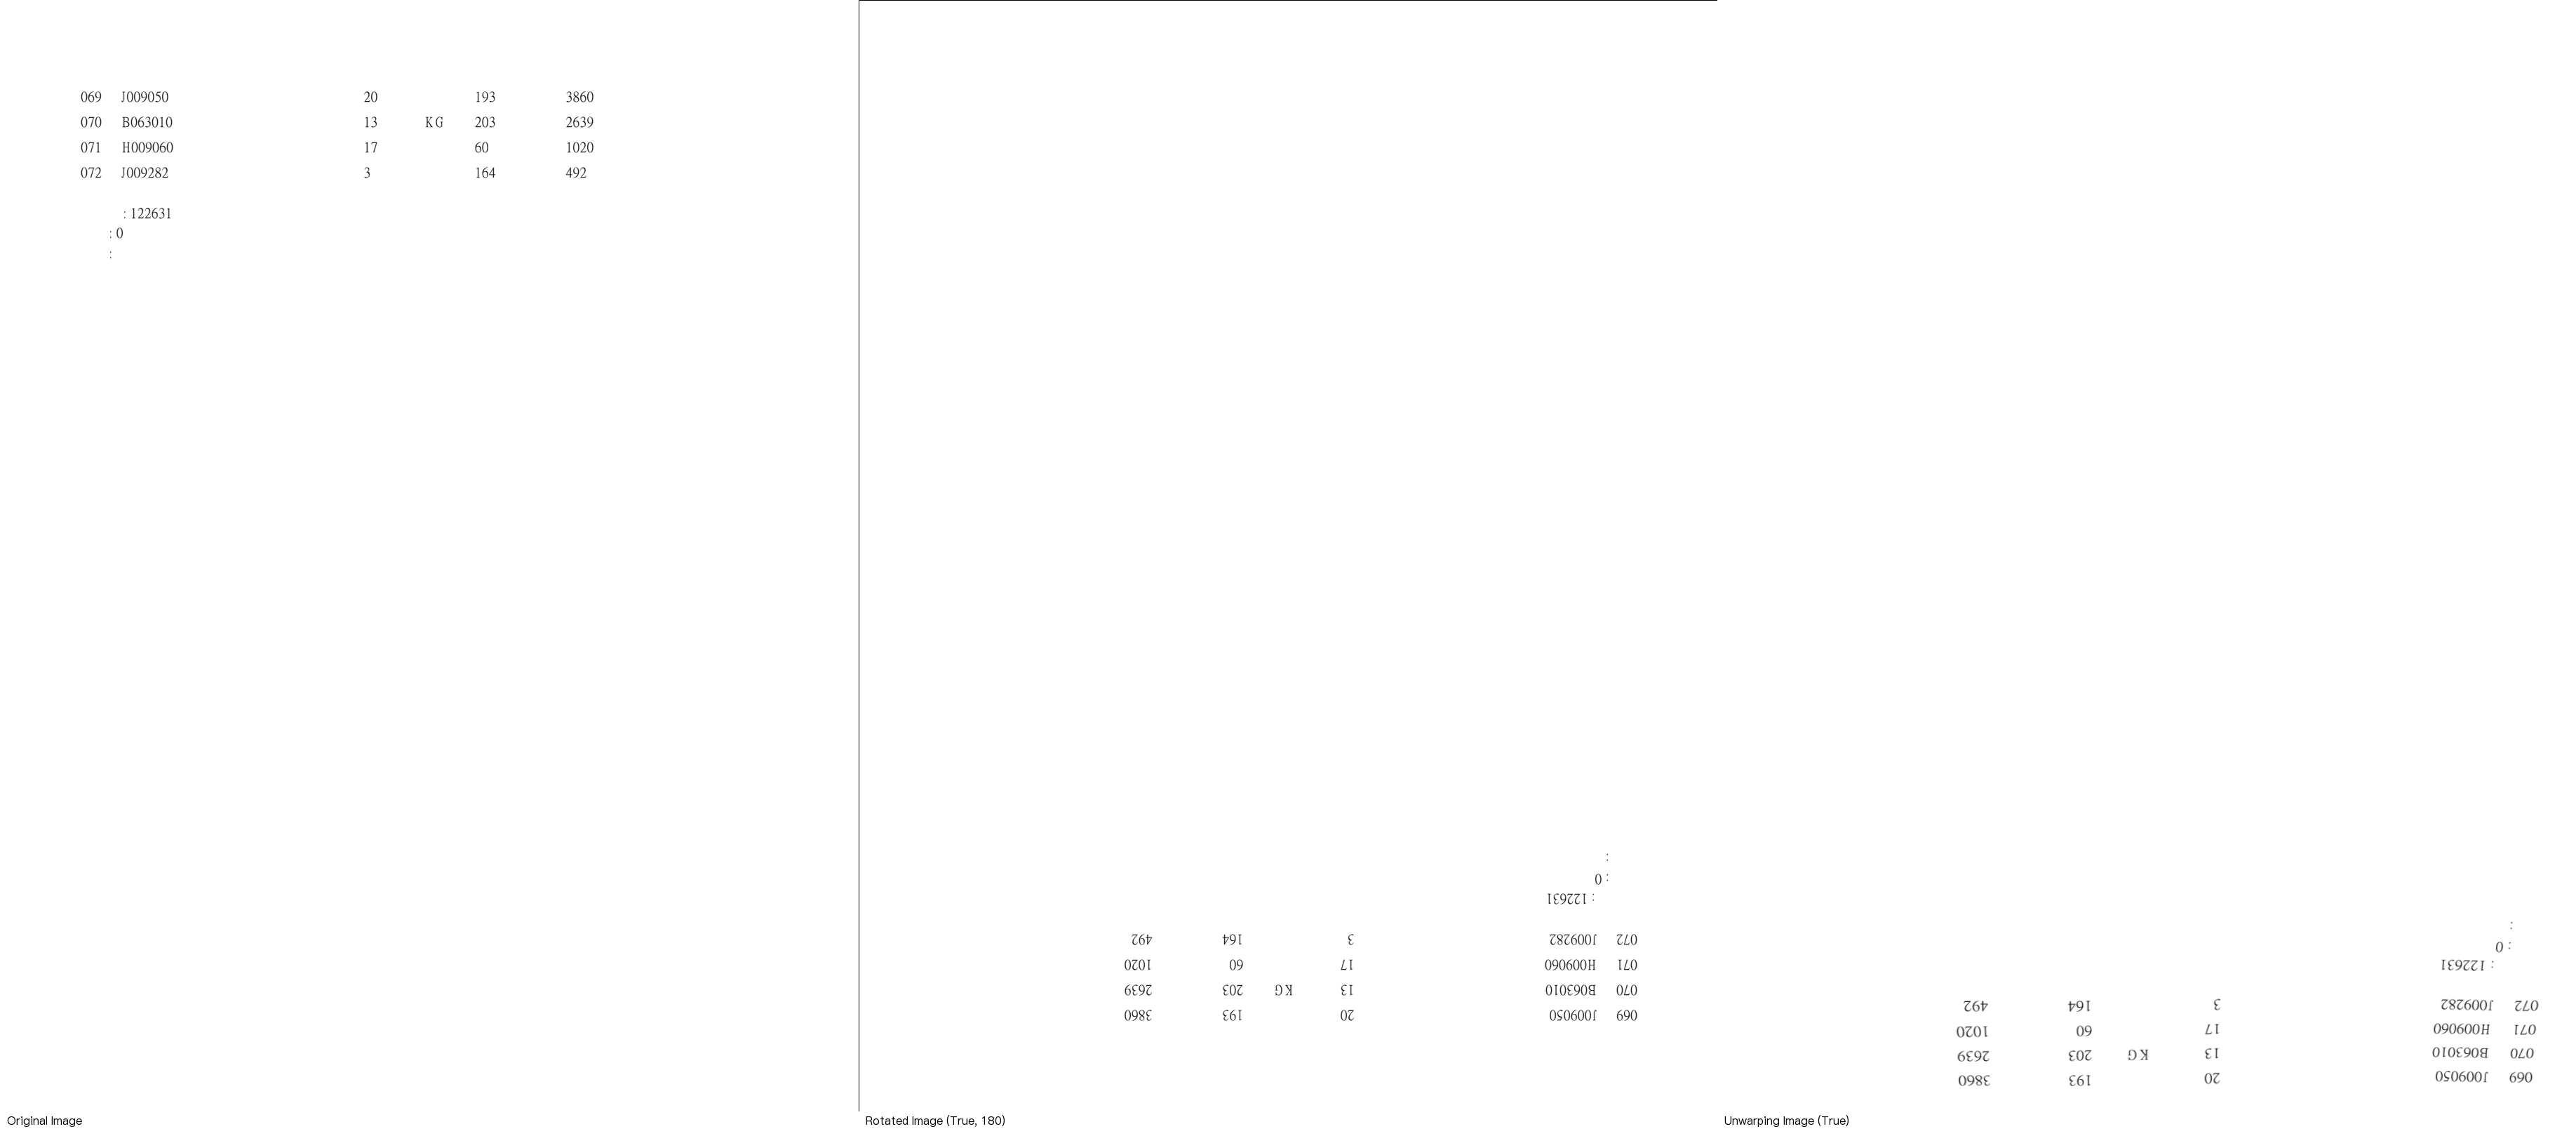 069 J009050 20 193 3860
070 B063010 13 KG 203 2639
071 H009060 17 60 1020
072 J009282 3 164 492
: 122631
: 0
:
Original Image
:
: 0
: 122631
072 J009282 3 164 492
071 H009060 17 60 1020
070 B063010 13 KG 203 2639
069 J009050 20 193 3860
Rotated Image (True, 180)
:
: 0
: 122631
072 J009282 3 164 492
071 H009060 17 60 1020
070 B063010 13 KG 203 2639
069 J009050 20 193 3860
Unwarping Image (True)